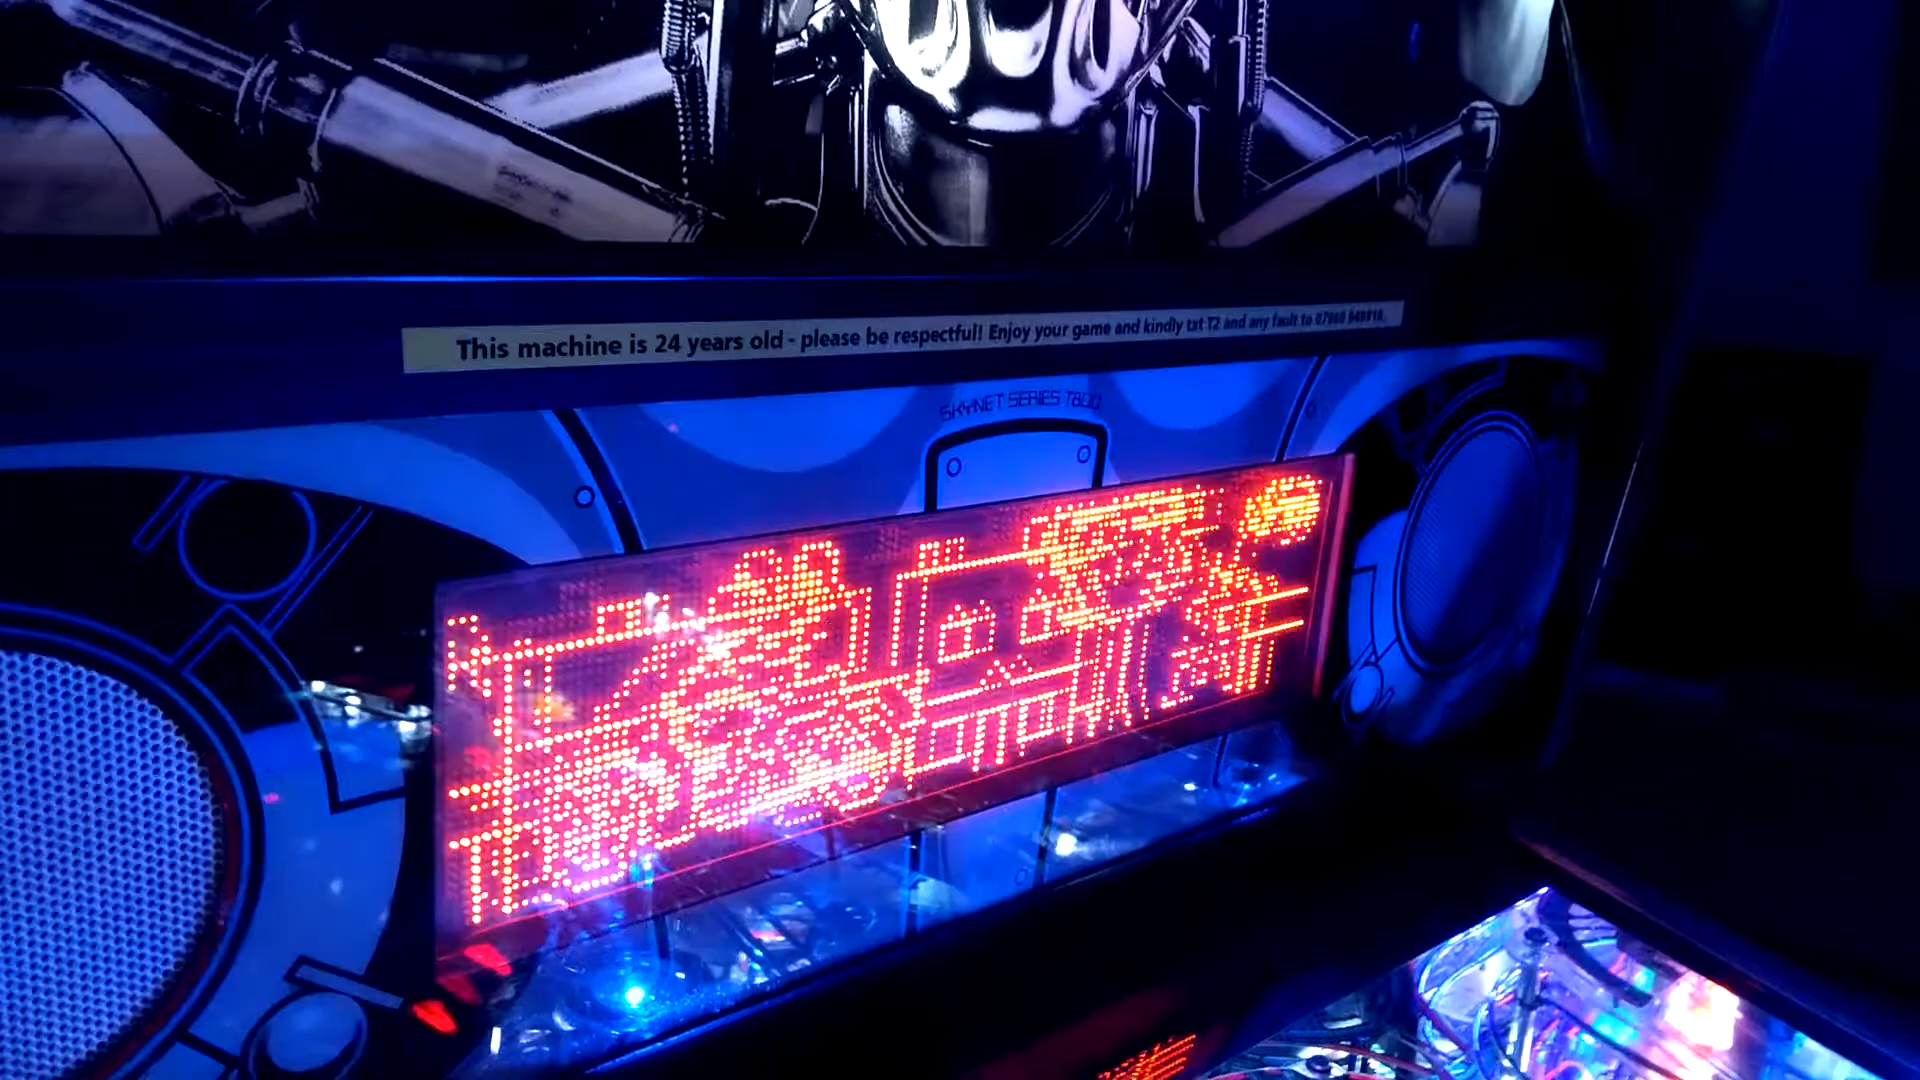 This machine is 24 years old - please be respectful! Enjoy your game and kindly txt T2 and any fault to
SKYNET SERIES T800